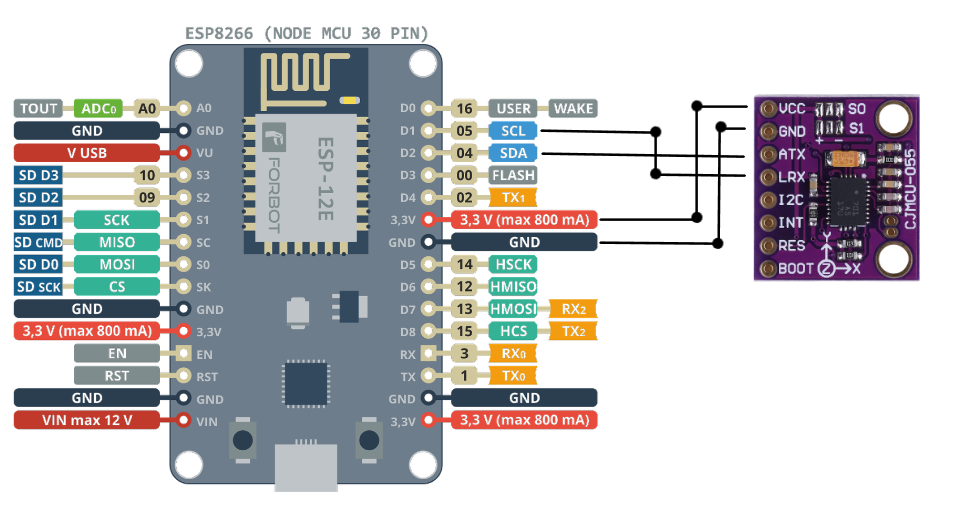 ESP8266 (NODE MCU 30 PIN)
TOUT ADC0 A0 A0
GND GND
V USB VU
SD D3 10 S3
SD D2 09 S2
SD D1 SCK S1
SD CMD MISO SC
SD D0 MOSI S0
SD SCK CS SK
GND GND
3,3 V (max 800 mA) 3,3V
EN EN
RST RST
GND GND
VIN max 12 V VIN
F
FORBOT
ESP-12E
D0 16 USER WAKE
D1 05 SCL
D2 04 SDA
D3 00 FLASH
D4 02 TX1
3,3V 3,3 V (max 800 mA)
GND GND
D5 14 HSCK
D6 12 HMISO
D7 13 HMOSI RX2
D8 15 HCS TX2
RX 3 RX0
TX 1 TX0
GND GND
3,3V 3,3 V (max 800 mA)
VCC S0
GND S1
+ -
ATX
LRX
I2C
INT
RES Y
BOOT Z X
CJMCU-055